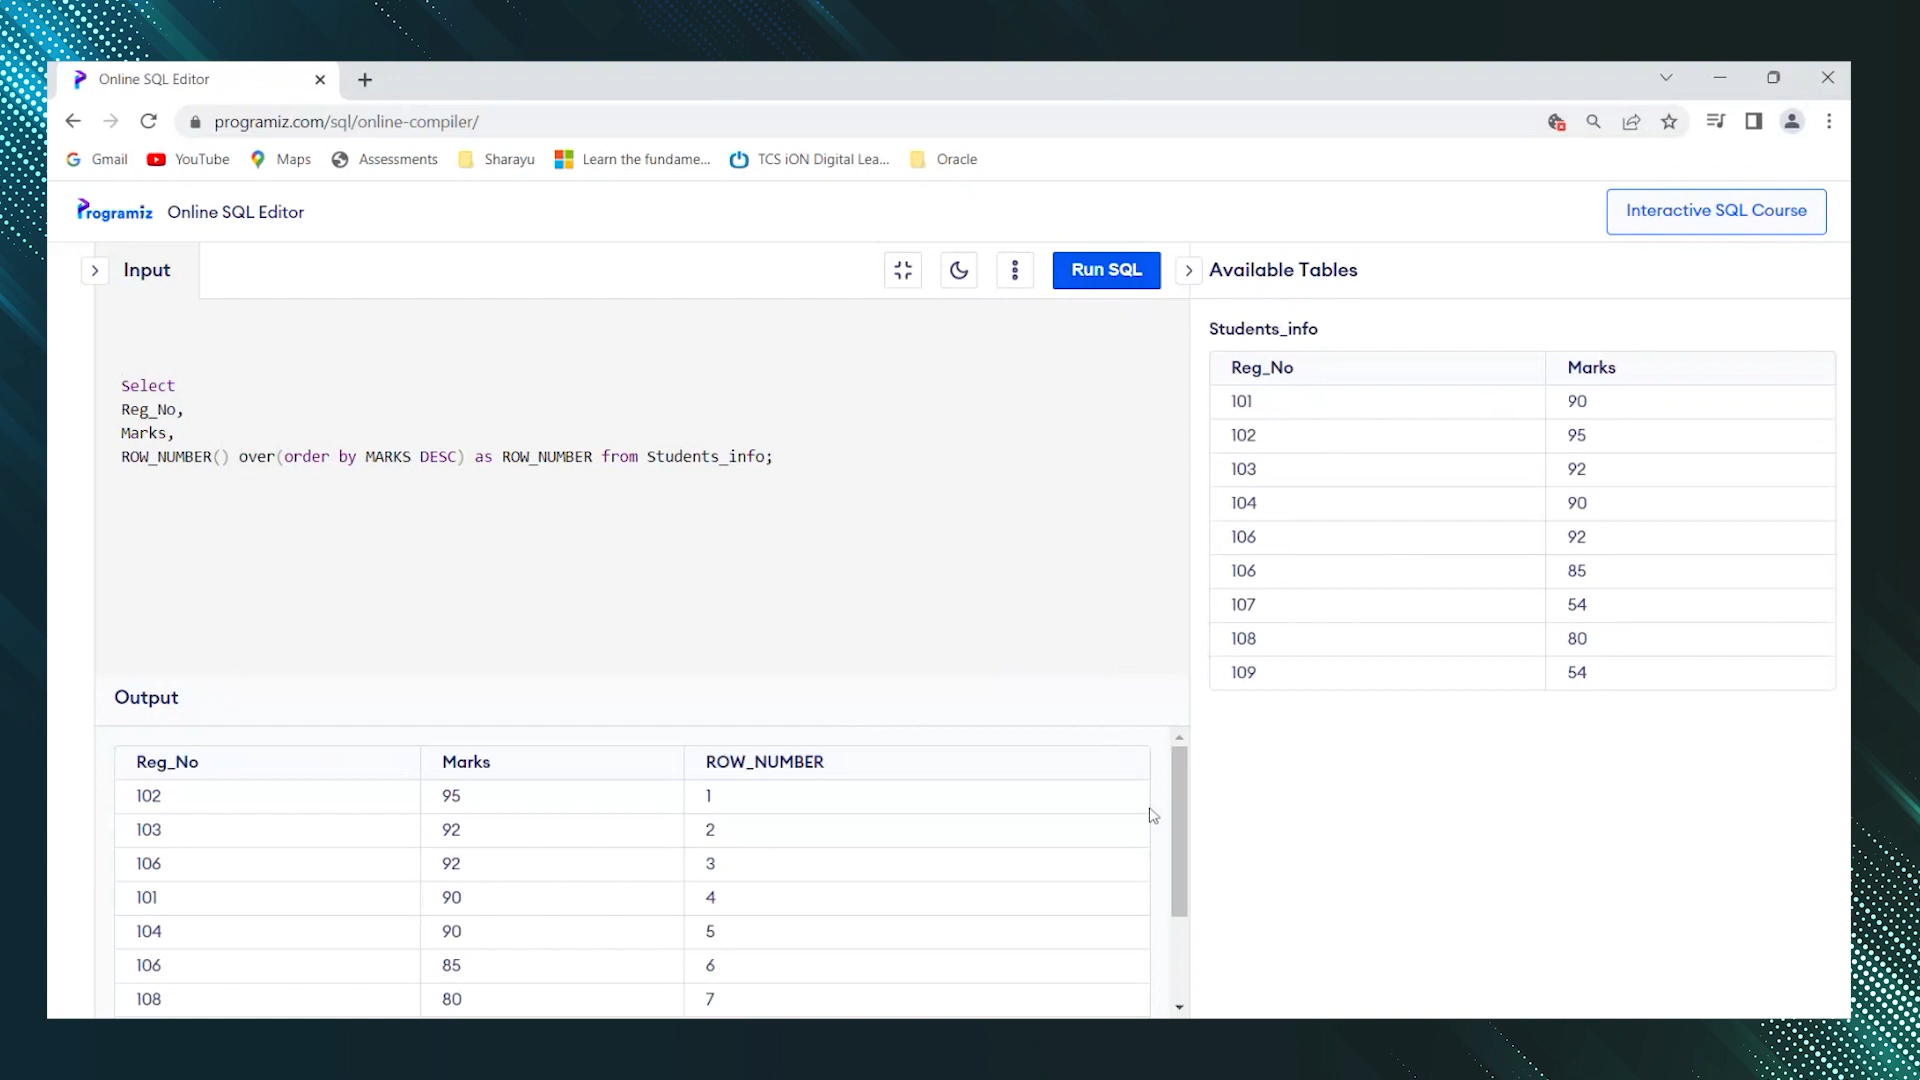 Online SQL Editor
programiz.com/sql/online-compiler/
Gmail YouTube Maps Assessments Sharayu Learn the fundame... TCS iON Digital Lea... Oracle
Programiz Online SQL Editor
Interactive SQL Course
Input
Run SQL
Select
Reg_No,
Marks,
ROW_NUMBER() over(order by MARKS DESC) as ROW_NUMBER from Students_info;
Output
Reg_No Marks ROW_NUMBER
102 95 1
103 92 2
106 92 3
101 90 4
104 90 5
106 85 6
108 80 7
Available Tables
Students_info
Reg_No Marks
101 90
102 95
103 92
104 90
106 92
106 85
107 54
108 80
109 54